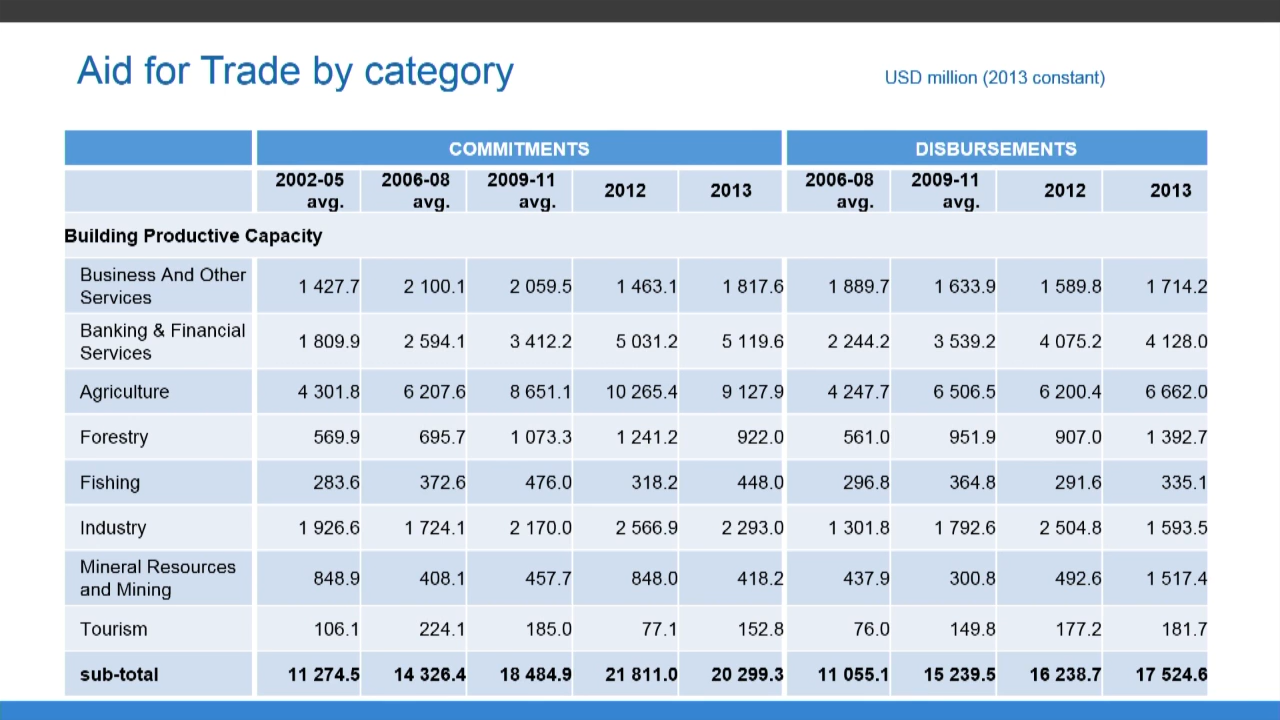 Aid for Trade by category
USD million (2013 constant)
COMMITMENTS DISBURSEMENTS
2002-05 avg. 2006-08 avg. 2009-11 avg. 2012 2013 2006-08 avg. 2009-11 avg. 2012 2013
Building Productive Capacity
Business And Other Services 1 427.7 2 100.1 2 059.5 1 463.1 1 817.6 1 889.7 1 633.9 1 589.8 1 714.2
Banking & Financial Services 1 809.9 2 594.1 3 412.2 5 031.2 5 119.6 2 244.2 3 539.2 4 075.2 4 128.0
Agriculture 4 301.8 6 207.6 8 651.1 10 265.4 9 127.9 4 247.7 6 506.5 6 200.4 6 662.0
Forestry 569.9 695.7 1 073.3 1 241.2 922.0 561.0 951.9 907.0 1 392.7
Fishing 283.6 372.6 476.0 318.2 448.0 296.8 364.8 291.6 335.1
Industry 1 926.6 1 724.1 2 170.0 2 566.9 2 293.0 1 301.8 1 792.6 2 504.8 1 593.5
Mineral Resources and Mining 848.9 408.1 457.7 848.0 418.2 437.9 300.8 492.6 1 517.4
Tourism 106.1 224.1 185.0 77.1 152.8 76.0 149.8 177.2 181.7
sub-total 11 274.5 14 326.4 18 484.9 21 811.0 20 299.3 11 055.1 15 239.5 16 238.7 17 524.6